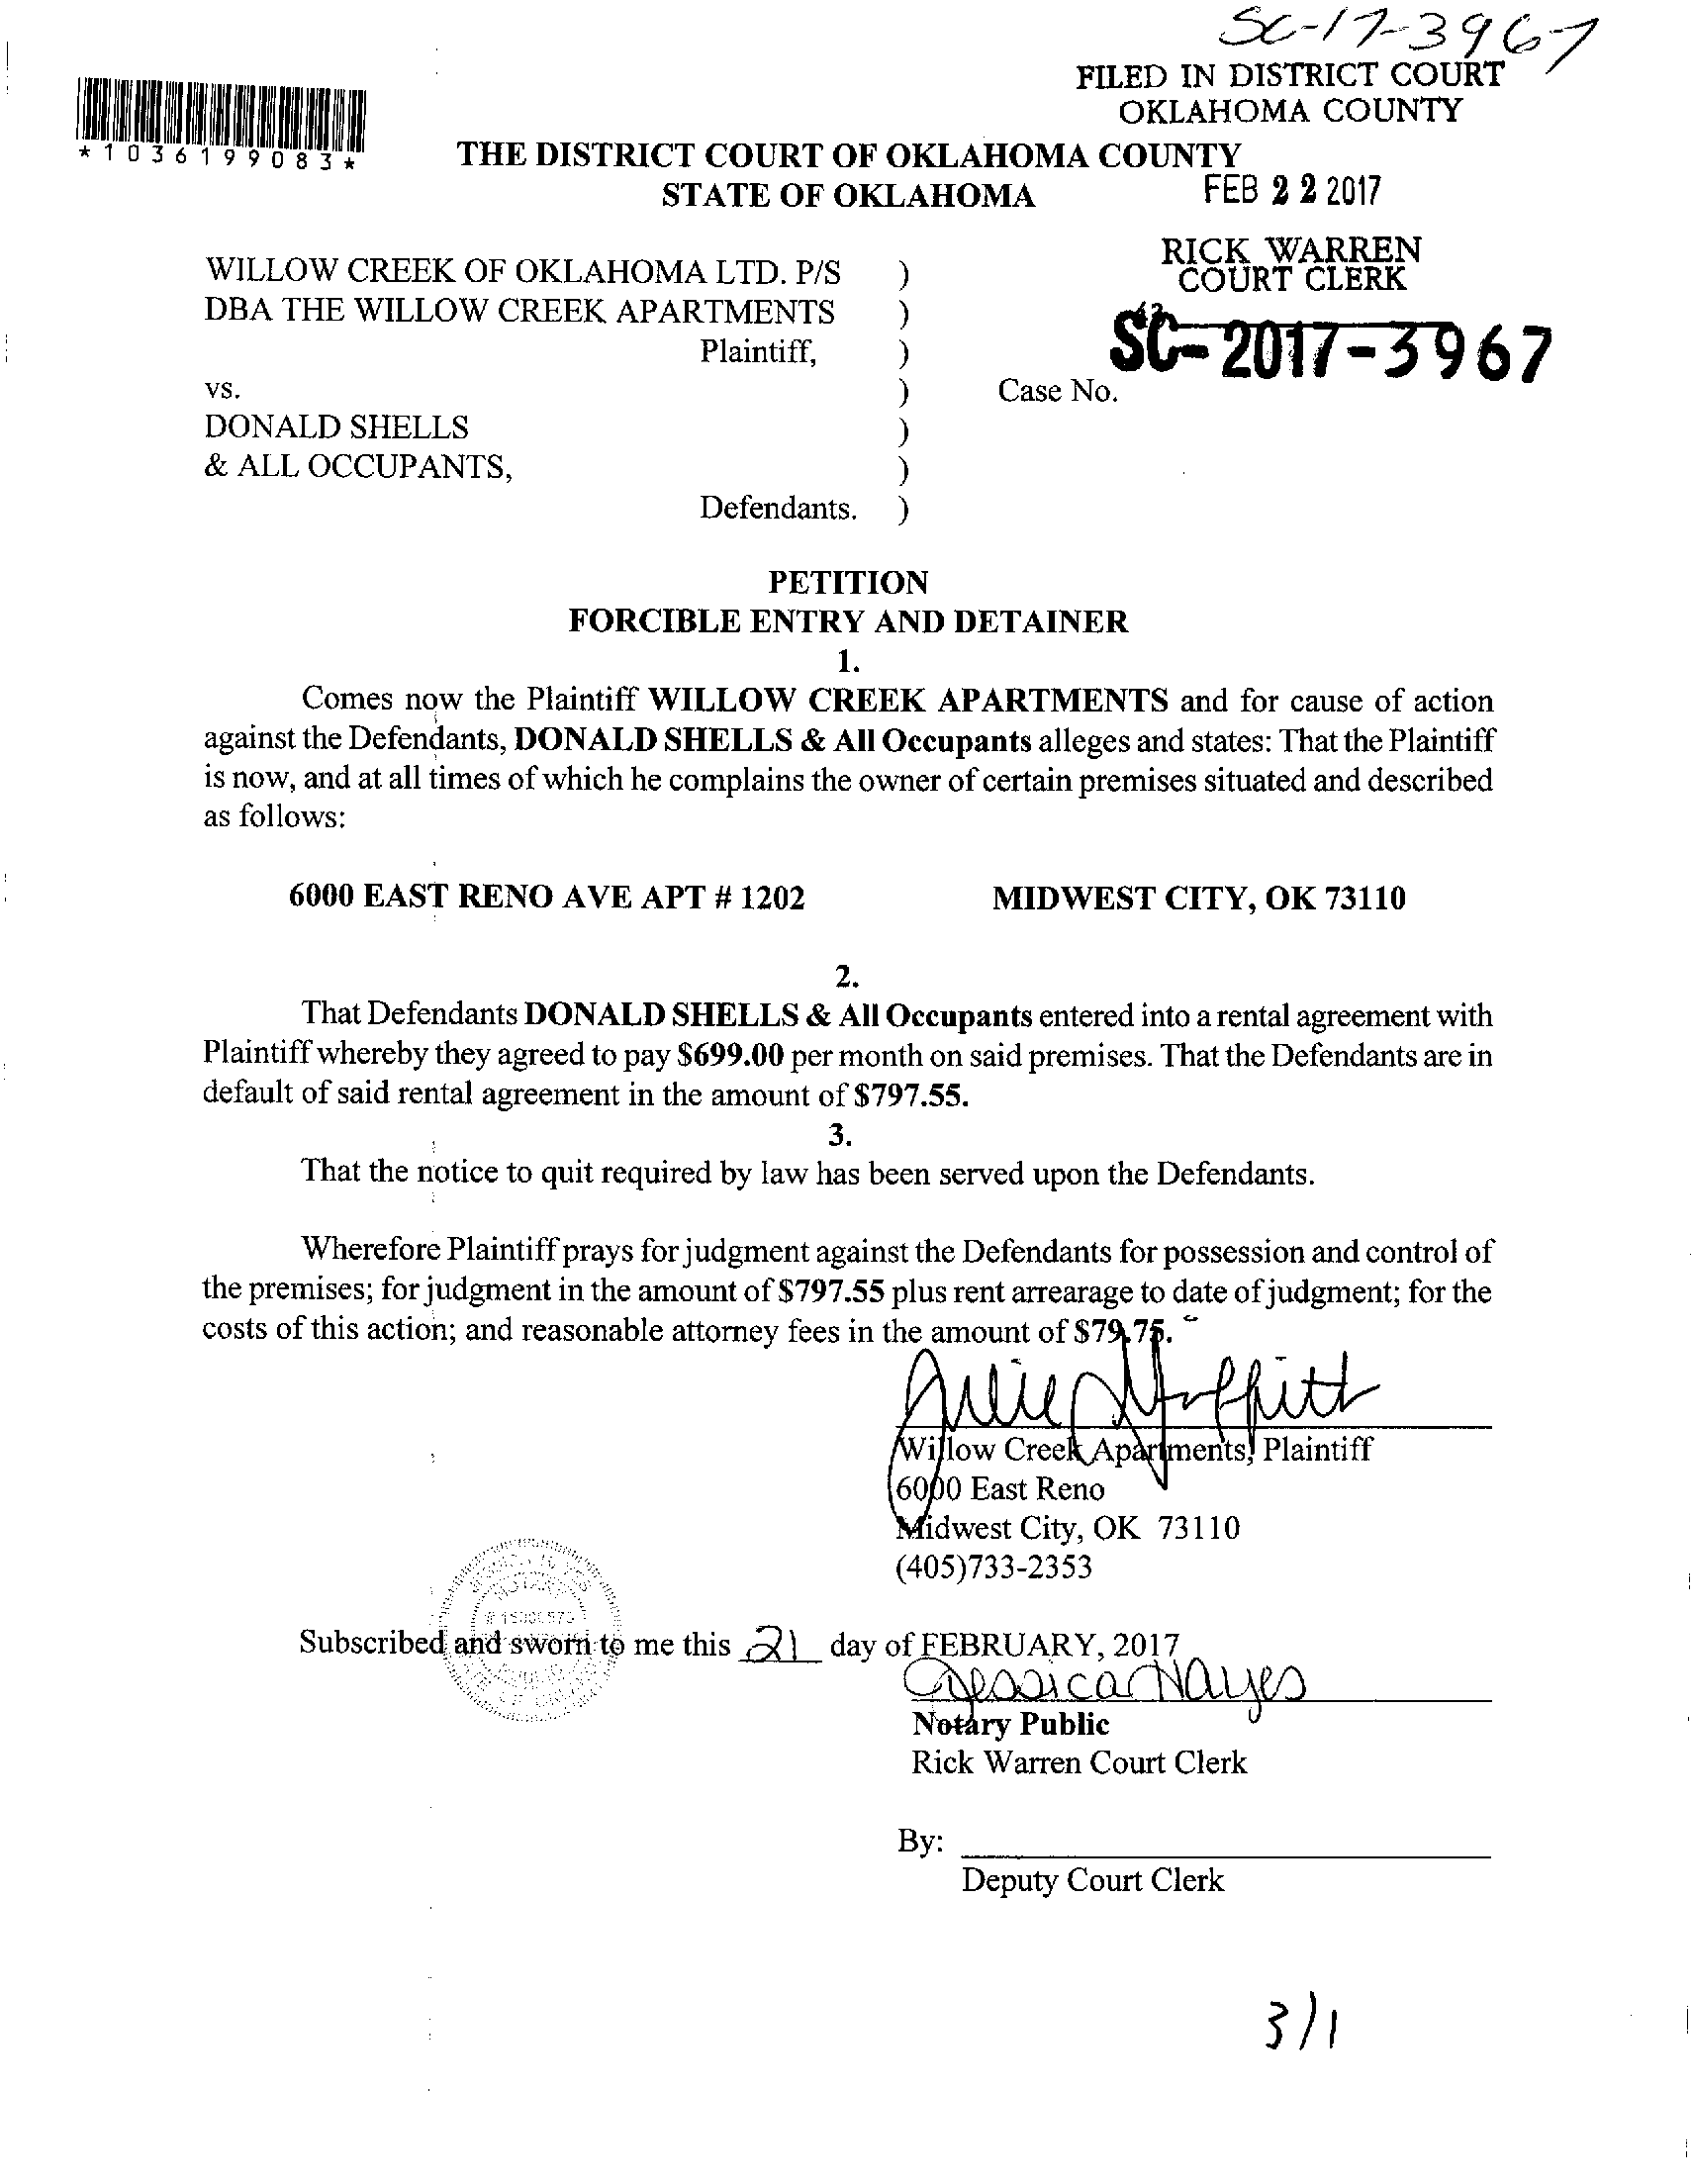 SC-17-3967
FILED IN DISTRICT COURT
OKLAHOMA COUNTY
*1036199083*
THE DISTRICT COURT OF OKLAHOMA COUNTY
STATE OF OKLAHOMA
FEB 22 2017
RICK WARREN
COURT CLERK
WILLOW CREEK OF OKLAHOMA LTD. P/S )
DBA THE WILLOW CREEK APARTMENTS )
Plaintiff, )
SC-2017-3967
vs. ) Case No.
DONALD SHELLS )
& ALL OCCUPANTS, )
Defendants. )
PETITION
FORCIBLE ENTRY AND DETAINER
1.
Comes now the Plaintiff WILLOW CREEK APARTMENTS and for cause of action
against the Defendants, DONALD SHELLS & All Occupants alleges and states: That the Plaintiff
is now, and at all times of which he complains the owner of certain premises situated and described
as follows:
6000 EAST RENO AVE APT # 1202 MIDWEST CITY, OK 73110
2.
That Defendants DONALD SHELLS & All Occupants entered into a rental agreement with
Plaintiff whereby they agreed to pay $699.00 per month on said premises. That the Defendants are in
default of said rental agreement in the amount of $797.55.
3.
That the notice to quit required by law has been served upon the Defendants.
Wherefore Plaintiff prays for judgment against the Defendants for possession and control of
the premises; for judgment in the amount of $797.55 plus rent arrearage to date of judgment; for the
costs of this action; and reasonable attorney fees in the amount of $79.75.
Julie
Willow Creek Apartments, Plaintiff
6000 East Reno
Midwest City, OK 73110
(405)733-2353
Subscribed and sworn to me this 21 day of FEBRUARY, 2017
Jessica Hayes
Notary Public
Rick Warren Court Clerk
By:
Deputy Court Clerk
3/1